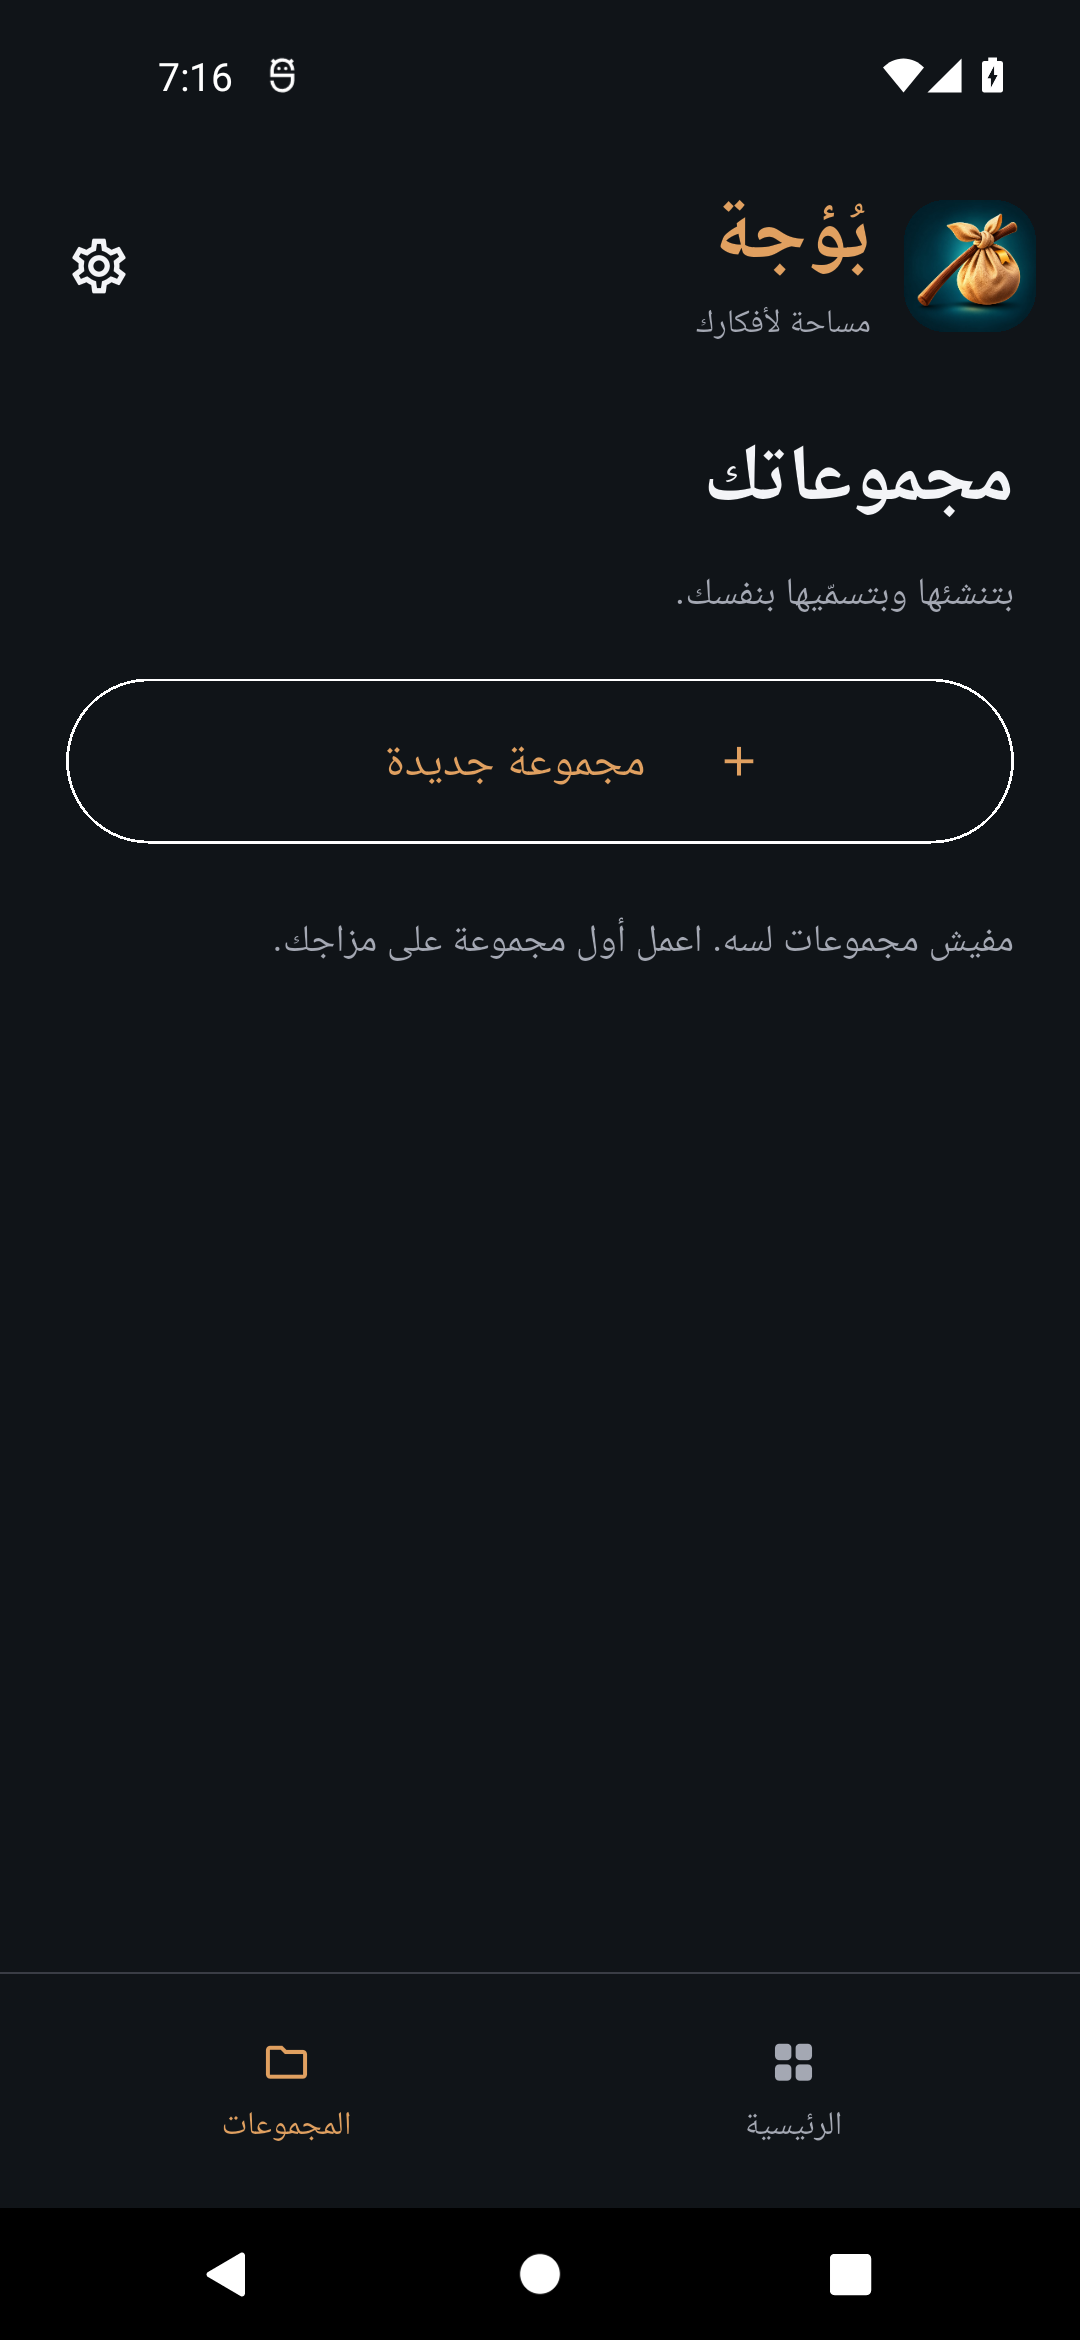 7:16
بُؤجة
مساحة لأفكارك
مجموعاتك
بتنشئها وبتسمّيها بنفسك.
+ مجموعة جديدة
مفيش مجموعات لسه. اعمل أول مجموعة على مزاجك.
الرئيسية
المجموعات